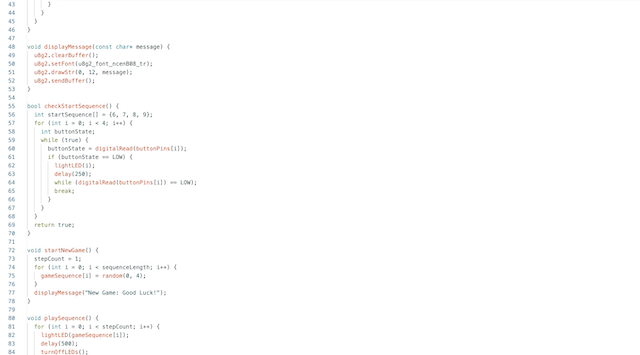 43 }
44 }
45 }
46 }
47
48 void displayMessage(const char* message) {
49 u8g2.clearBuffer();
50 u8g2.setFont(u8g2_font_ncenB08_tr);
51 u8g2.drawStr(0, 12, message);
52 u8g2.sendBuffer();
53 }
54
55 bool checkStartSequence() {
56 int startSequence[] = {6, 7, 8, 9};
57 for (int i = 0; i < 4; i++) {
58 int buttonState;
59 while (true) {
60 buttonState = digitalRead(buttonPins[i]);
61 if (buttonState == LOW) {
62 lightLED(i);
63 delay(250);
64 while (digitalRead(buttonPins[i]) == LOW);
65 break;
66 }
67 }
68 }
69 return true;
70 }
71
72 void startNewGame() {
73 stepCount = 1;
74 for (int i = 0; i < sequenceLength; i++) {
75 gameSequence[i] = random(0, 4);
76 }
77 displayMessage("New Game: Good Luck!");
78 }
79
80 void playSequence() {
81 for (int i = 0; i < stepCount; i++) {
82 lightLED(gameSequence[i]);
83 delay(500);
84 turnOffLEDs();